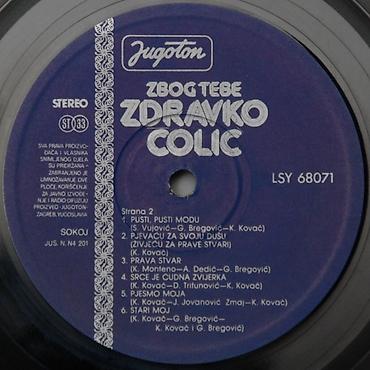 Jugoton
ZBOG TEBE
ZDRAVKO
COLIC
STEREO
ST 33
LSY 68071
SVA PRAVA PROIZVO-
ĐAČA I VLASNIKA
SNIMLJENOG DJELA
SU PRIDRŽANA-
ZABRANJENO JE
UMNOŽAVANJE OVE
PLOČE, KORIŠĆENJE
ZA JAVNO IZVOĐE-
NJE I RADIO DIFUZIJU
PROIZVOD-JUGOTON-
ZAGREB, YUGOSLAVIA
SOKOJ
JUS. N. N4 201
Strana 2
1. PUSTI, PUSTI MODU
(S. Vujović—G. Bregović—K. Kovač)
2. PJEVAČU ZA SVOJU DUŠU
(ŽIVJEĆU ZA PRAVE STVARI)
(K. Kovač)
3. PRAVA STVAR
(K. Monteno—A. Dedić—G. Bregović)
4. SRCE JE ČUDNA ZVIJERKA
(K. Kovač—D. Trifunović—K. Kovač)
5. PJESMO MOJA
(K. Kovač—J. Jovanović Zmaj—K. Kovač)
6. STARI MOJ
(K. Kovač—G. Bregović—
K. Kovač i G. Bregović)